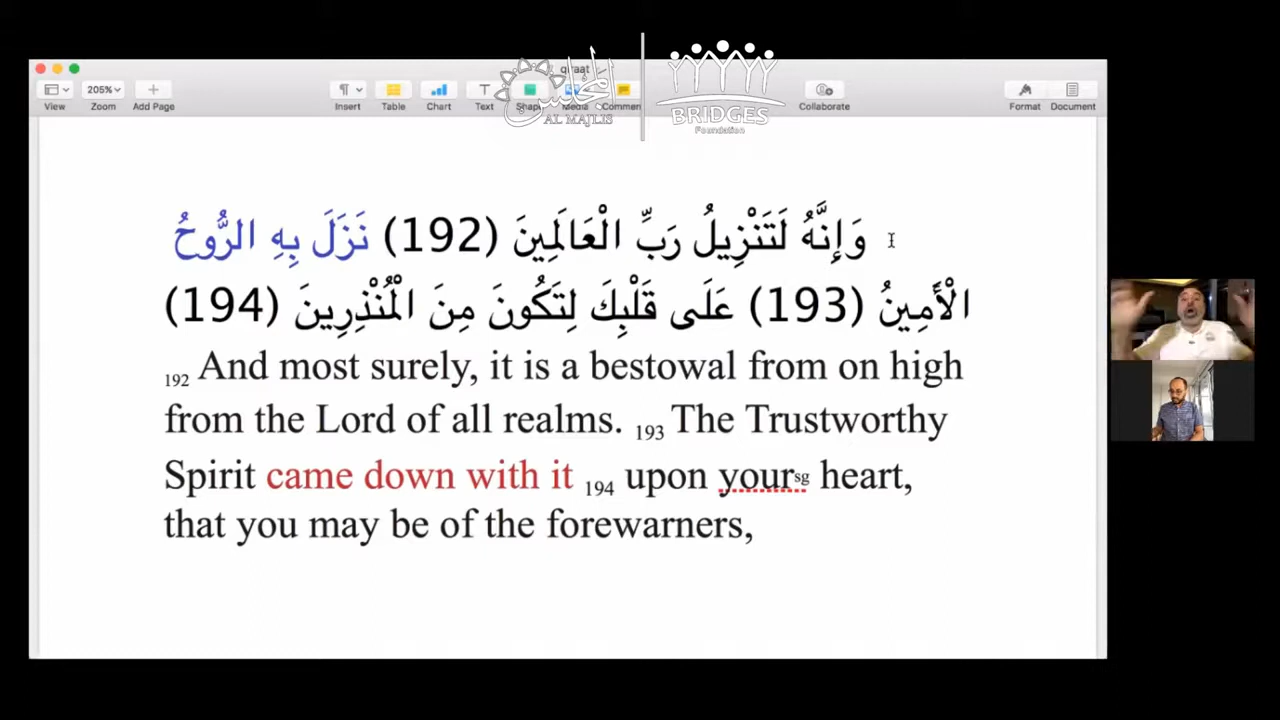 qiraat
205%
View
Zoom
Add Page
Insert
Table
Chart
Text
Shape
Media
Comment
Collaborate
Format
Document
المجلس
AL MAJLIS
BRIDGES
Foundation
وَإِنَّهُ لَتَنْزِيلُ رَبِّ الْعَالَمِينَ (192) نَزَلَ بِهِ الرُّوحُ
الْأَمِينُ (193) عَلَى قَلْبِكَ لِتَكُونَ مِنَ الْمُنْذِرِينَ (194)
192 And most surely, it is a bestowal from on high
from the Lord of all realms. 193 The Trustworthy
Spirit came down with it 194 upon yoursg heart,
that you may be of the forewarners,